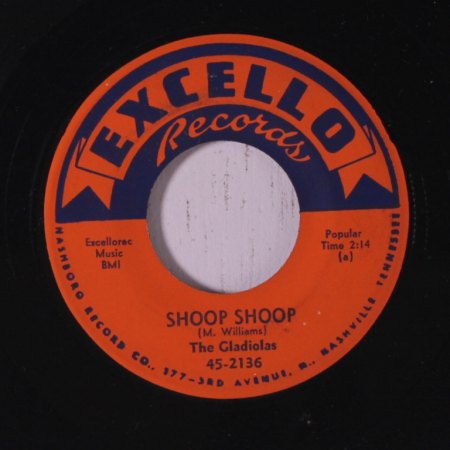 EXCELLO
Records
Excellorec
Music
BMI
Popular
Time 2:14
(a)
SHOOP SHOOP
(M. Williams)
The Gladiolas
45-2136
NASHBORO RECORD CO., 177-3RD AVENUE, N., NASHVILLE TENNESSEE